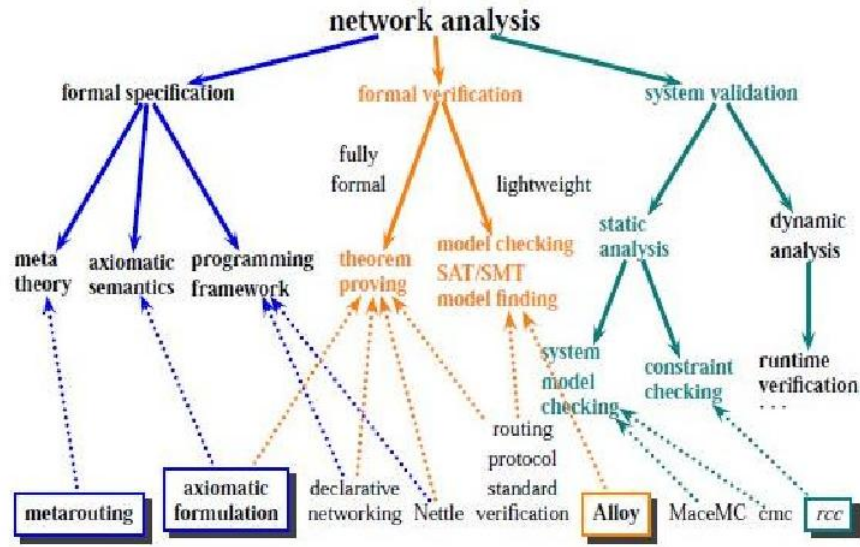 network analysis
formal specification
formal verification
system validation
fully
formal
lightweight
meta
theory
axiomatic
semantics
programming
framework
theorem
proving
model checking
SAT/SMT
model finding
static
analysis
dynamic
analysis
system
model
checking
constraint
checking
runtime
verification
. . .
metarouting
axiomatic
formulation
declarative
networking
Nettle
routing
protocol
standard
verification
Alloy
MaceMC
cmc
rcc